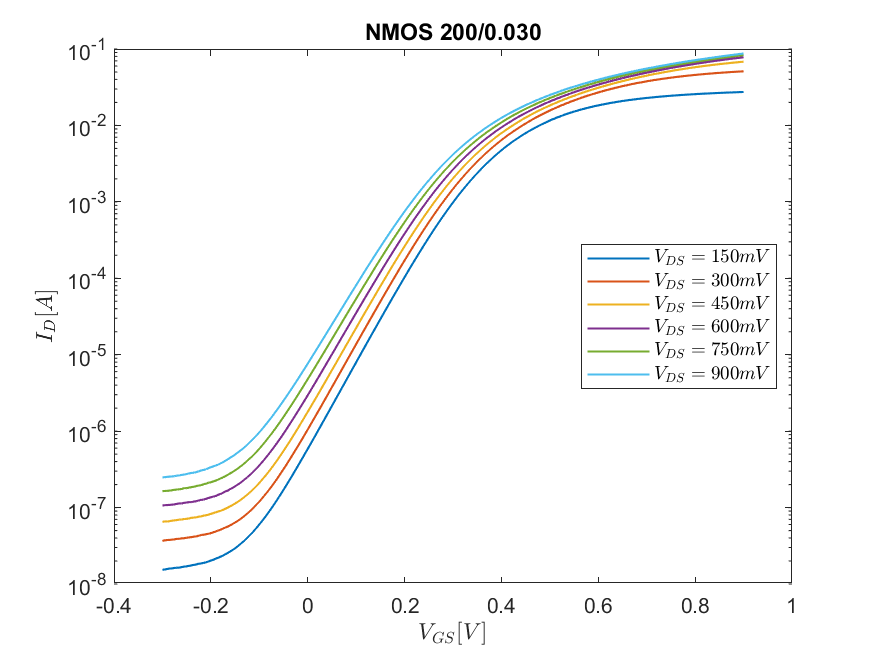 NMOS 200/0.030
10^-1
10^-2
10^-3
10^-4
10^-5
10^-6
10^-7
10^-8
I_D[A]
V_DS = 150mV
V_DS = 300mV
V_DS = 450mV
V_DS = 600mV
V_DS = 750mV
V_DS = 900mV
-0.4 -0.2 0 0.2 0.4 0.6 0.8 1
V_GS[V]